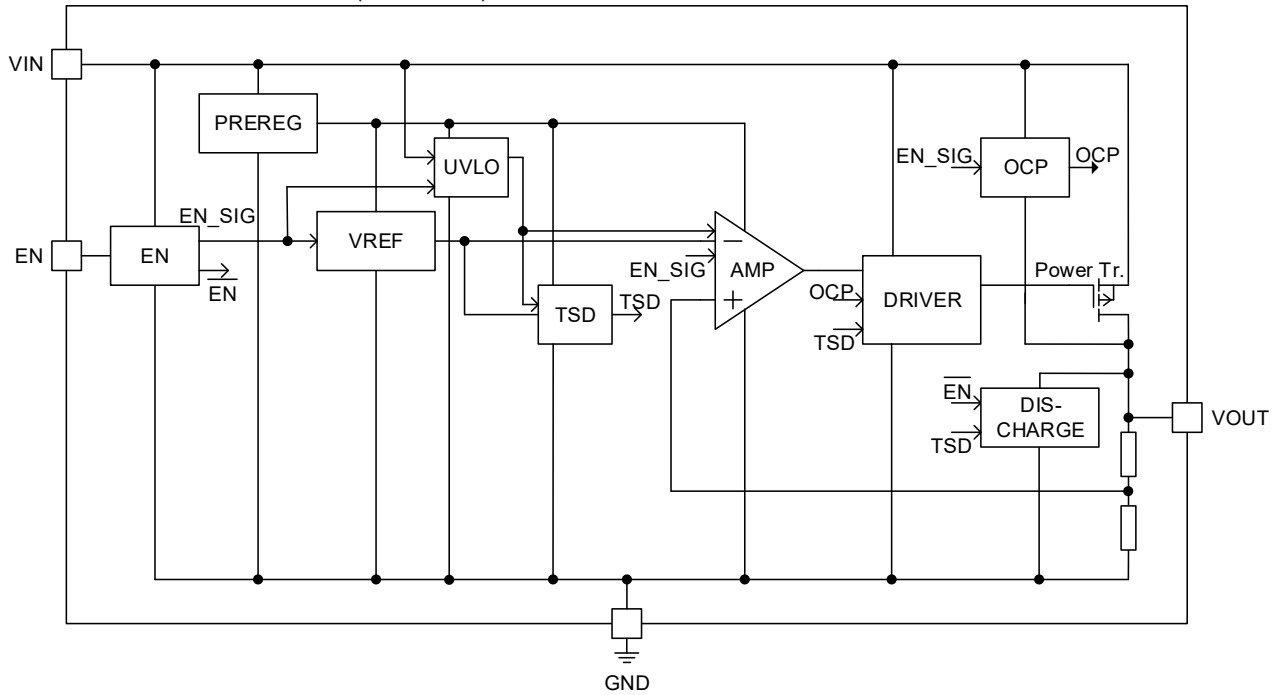 VIN
PREREG
UVLO
EN_SIG
OCP
OCP
EN_SIG
VREF
EN
EN
EN
EN_SIG
AMP
TSD
TSD
OCP
TSD
DRIVER
Power Tr.
EN
TSD
DIS-
CHARGE
VOUT
GND